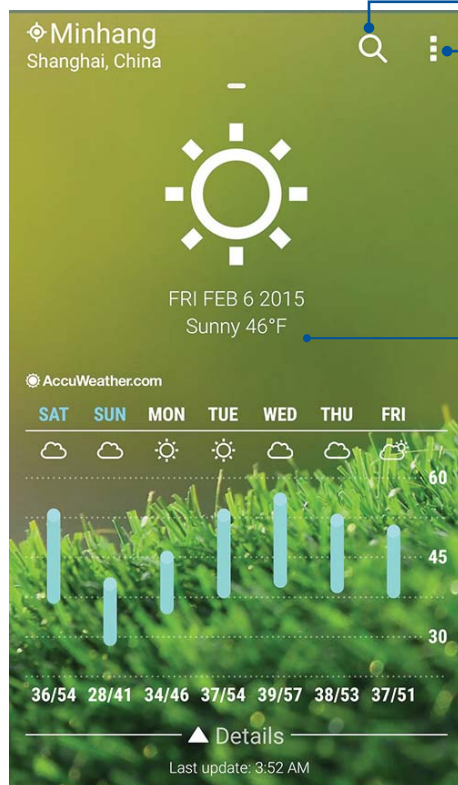 Minhang
Shanghai, China
FRI FEB 6 2015
Sunny 46°F
AccuWeather.com
SAT SUN MON TUE WED THU FRI
60
45
30
36/54 28/41 34/46 37/54 39/57 38/53 37/51
Details
Last update: 3:52 AM